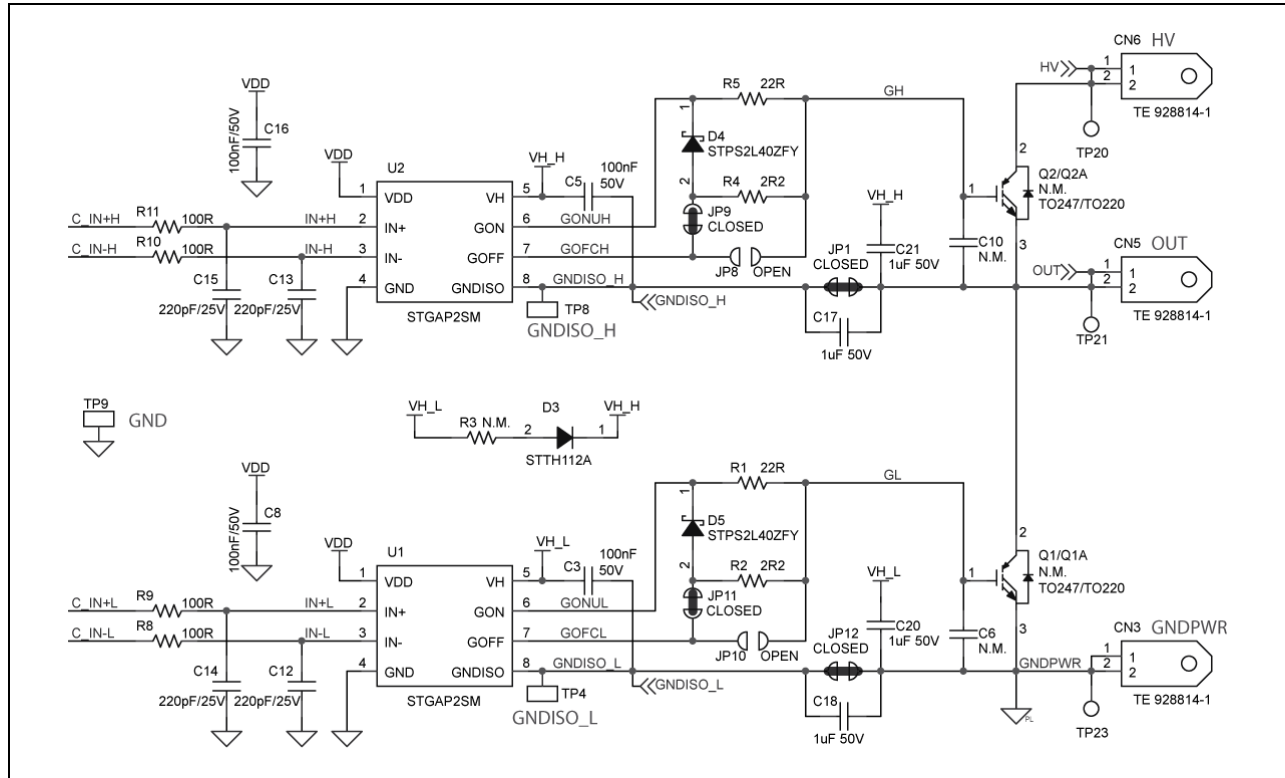 CN6 HV
HV
1
2
1
2
TE 928814-1
TP20
VDD
100nF/50V
C16
R5 22R
GH
1
D4
STPS2L40ZFY
2
R4 2R2
JP9
CLOSED
JP8 OPEN
VDD
U2
VH_H
C5
100nF
50V
1
VDD
VH
5
C_IN+H
R11
100R
IN+H
2
IN+
GON
6
GONUH
C_IN-H
R10
100R
IN-H
3
IN-
GOFF
7
GOFCH
4
GND
GNDISO
8
GNDISO_H
STGAP2SM
C15
220pF/25V
C13
220pF/25V
TP8
GNDISO_H
GNDISO_H
VH_H
C21
1uF 50V
JP1
CLOSED
C17
1uF 50V
C10
N.M.
2
Q2/Q2A
N.M.
TO247/TO220
1
3
CN5 OUT
OUT
1
2
1
2
TE 928814-1
TP21
TP9
GND
VH_L
R3 N.M.
2
D3
1
VH_H
STTH112A
VDD
100nF/50V
C8
R1 22R
GL
1
D5
STPS2L40ZFY
2
R2 2R2
JP11
CLOSED
JP10 OPEN
VDD
U1
VH_L
C3
100nF
50V
1
VDD
VH
5
C_IN+L
R9
100R
IN+L
2
IN+
GON
6
GONUL
C_IN-L
R8
100R
IN-L
3
IN-
GOFF
7
GOFCL
4
GND
GNDISO
8
GNDISO_L
STGAP2SM
C14
220pF/25V
C12
220pF/25V
TP4
GNDISO_L
GNDISO_L
VH_L
C20
1uF 50V
JP12
CLOSED
C18
1uF 50V
C6
N.M.
2
Q1/Q1A
N.M.
TO247/TO220
1
3
CN3 GNDPWR
GNDPWR
1
2
1
2
TE 928814-1
PL
TP23